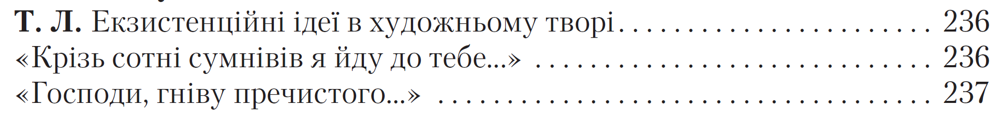 Т. Л. Екзистенційні ідеї в художньому творі. . . . . . . . . . . . . . . . . . . . . . . 236
«Крізь сотні сумнівів я йду до тебе...» . . . . . . . . . . . . . . . . . . . . . . . . . . . . . 236
«Господи, гніву пречистого...» . . . . . . . . . . . . . . . . . . . . . . . . . . . . . . . . . . . . 237